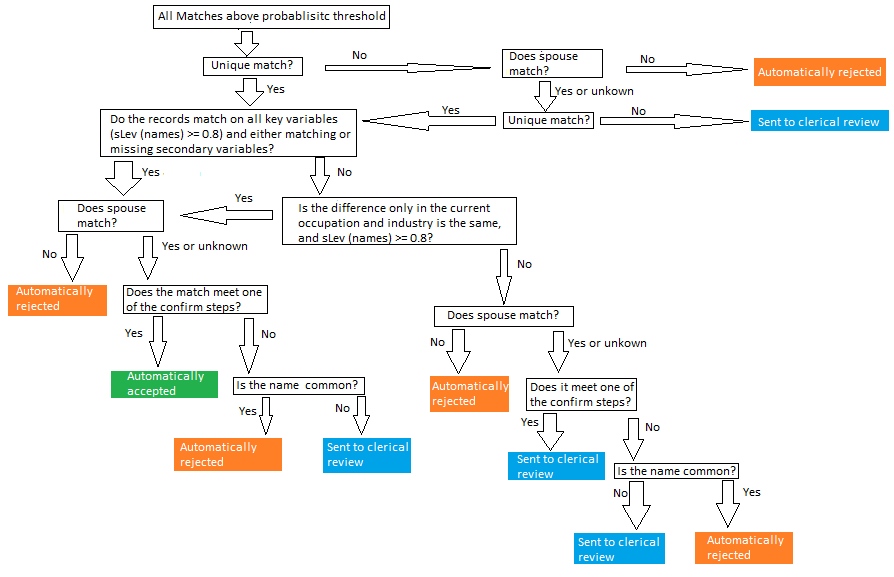 All Matches above probablisitc threshold
Unique match?
No
Does spouse
match?
No
Automatically rejected
Yes
Yes or unkown
Do the records match on all key variables
(sLev (names) >= 0.8) and either matching or
missing secondary variables?
Yes
Unique match?
No
Sent to clerical review
Yes
No
Does spouse
match?
Yes
Is the difference only in the current
occupation and industry is the same,
and sLev (names) >= 0.8?
No
Yes or unknown
No
Automatically
rejected
Does the match meet one
of the confirm steps?
Does spouse match?
Yes
No
No
Yes or unkown
Automatically
accepted
Is the name  common?
Automatically
rejected
Does it meet one of
the confirm steps?
Yes
No
Yes
No
Automatically
rejected
Sent to clerical
review
Sent to clerical
review
Is the name common?
No
Yes
Sent to clerical
review
Automatically
rejected